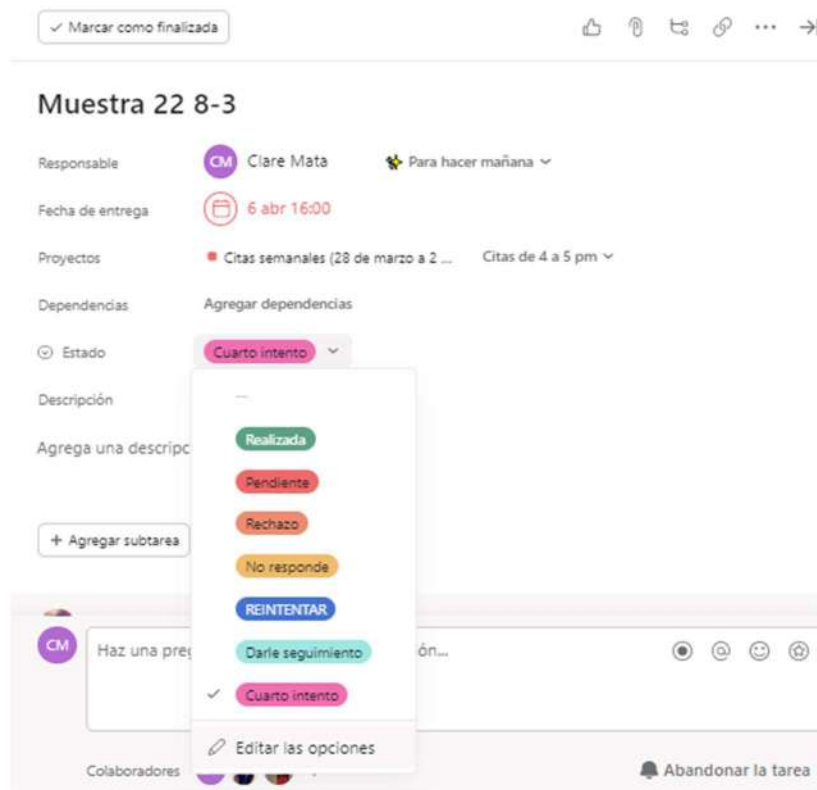 Marcar como finalizada
Muestra 22 8-3
Responsable CM Clare Mata Para hacer mañana
Fecha de entrega 6 abr 16:00
Proyectos Citas semanales (28 de marzo a 2 ... Citas de 4 a 5 pm
Dependencias Agregar dependencias
Estado Cuarto intento
Descripción —
Agrega una descripc
Realizada
Pendiente
Rechazo
+ Agregar subtarea
No responde
REINTENTAR
CM Haz una preg ón...
Darle seguimiento
Cuarto intento
Editar las opciones
Colaboradores Abandonar la tarea